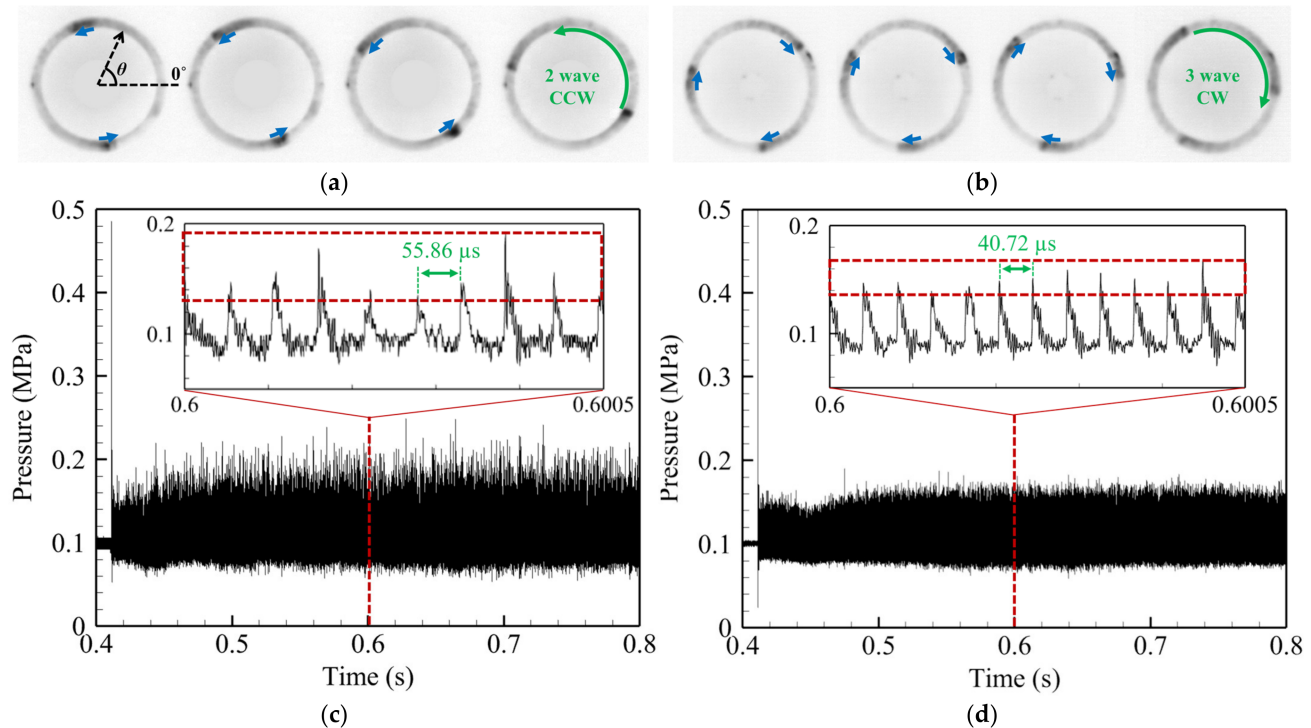 θ
0°
2 wave
CCW
3 wave
CW
(a)
(b)
0.5
0.4
0.3
0.2
0.1
0
Pressure (MPa)
0.2
0.1
55.86 µs
0.6
0.6005
0.4
0.5
0.6
0.7
0.8
Time (s)
(c)
0.5
0.4
0.3
0.2
0.1
0
Pressure (MPa)
0.2
0.1
40.72 µs
0.6
0.6005
0.4
0.5
0.6
0.7
0.8
Time (s)
(d)